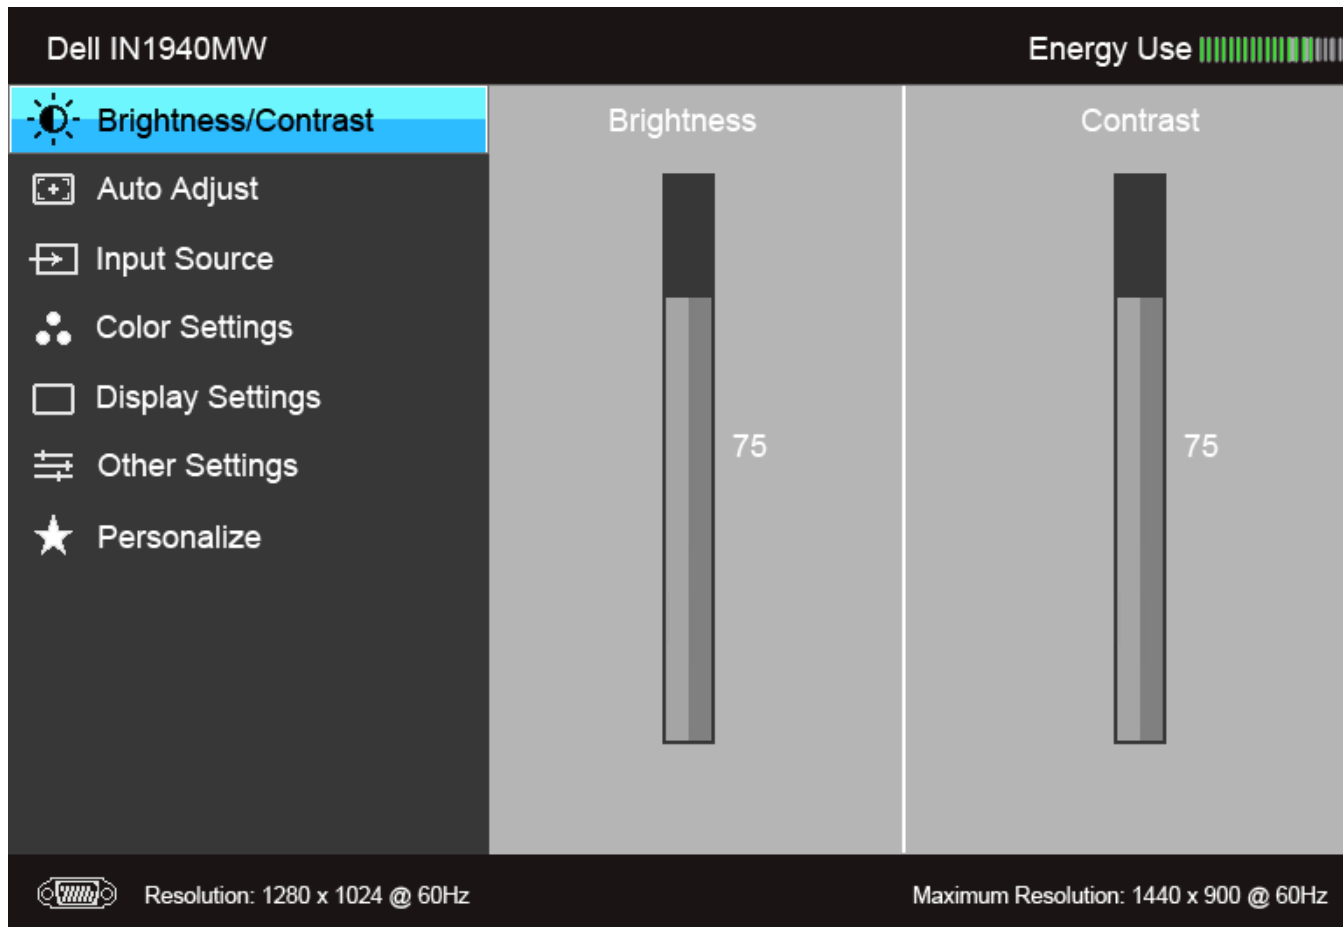 Dell IN1940MW
Energy Use
Brightness/Contrast
Auto Adjust
Input Source
Color Settings
Display Settings
Other Settings
Personalize
Brightness
75
Contrast
75
Resolution: 1280 x 1024 @ 60Hz
Maximum Resolution: 1440 x 900 @ 60Hz